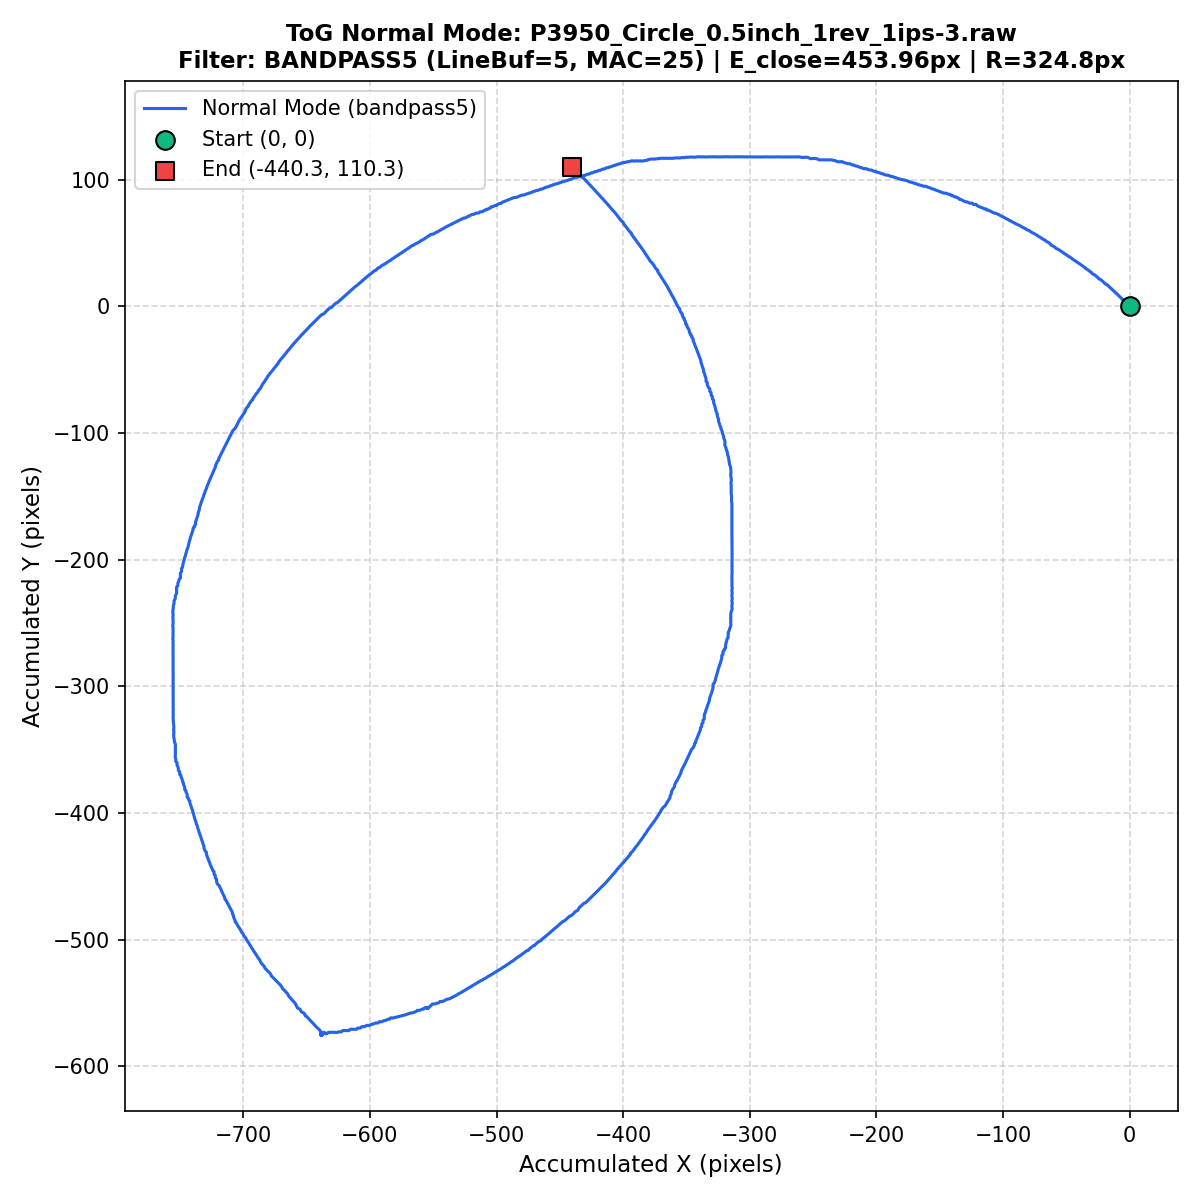 ToG Normal Mode: P3950_Circle_0.5inch_1rev_1ips-3.raw
Filter: BANDPASS5 (LineBuf=5, MAC=25) | E_close=453.96px | R=324.8px
Normal Mode (bandpass5)
Start (0, 0)
End (-440.3, 110.3)
100
0
−100
−200
−300
−400
−500
−600
Accumulated Y (pixels)
−700
−600
−500
−400
−300
−200
−100
0
Accumulated X (pixels)